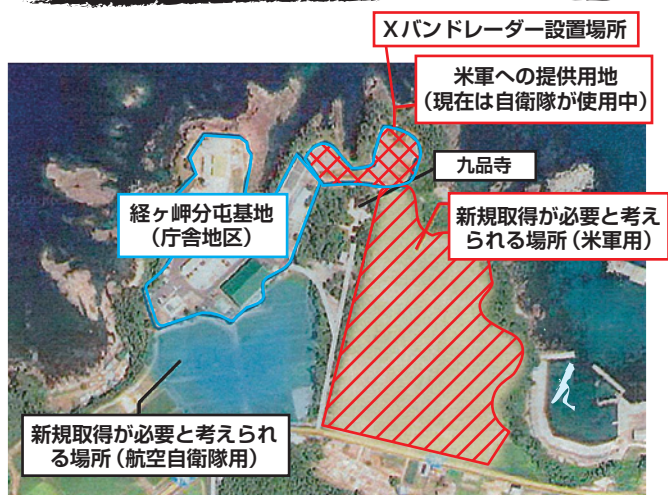 Xバンドレーダー設置場所
米軍への提供用地
（現在は自衛隊が使用中）
九品寺
経ヶ岬分屯基地
（庁舎地区）
新規取得が必要と考え
られる場所（米軍用）
新規取得が必要と考えられ
る場所（航空自衛隊用）